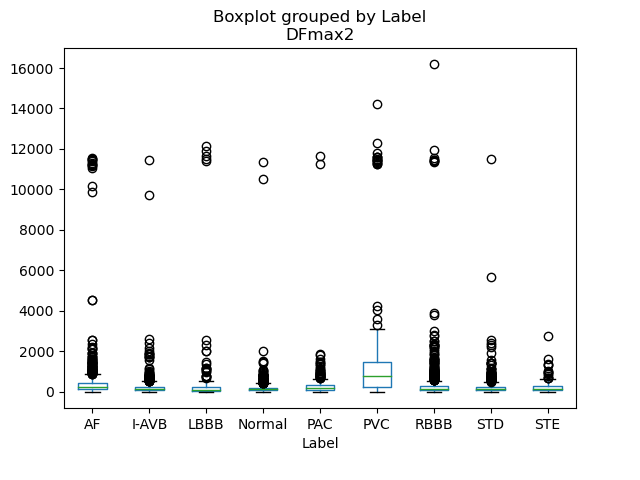 Boxplot grouped by Label
DFmax2
16000
14000
12000
10000
8000
6000
4000
2000
0
AF I-AVB LBBB Normal PAC PVC RBBB STD STE
Label